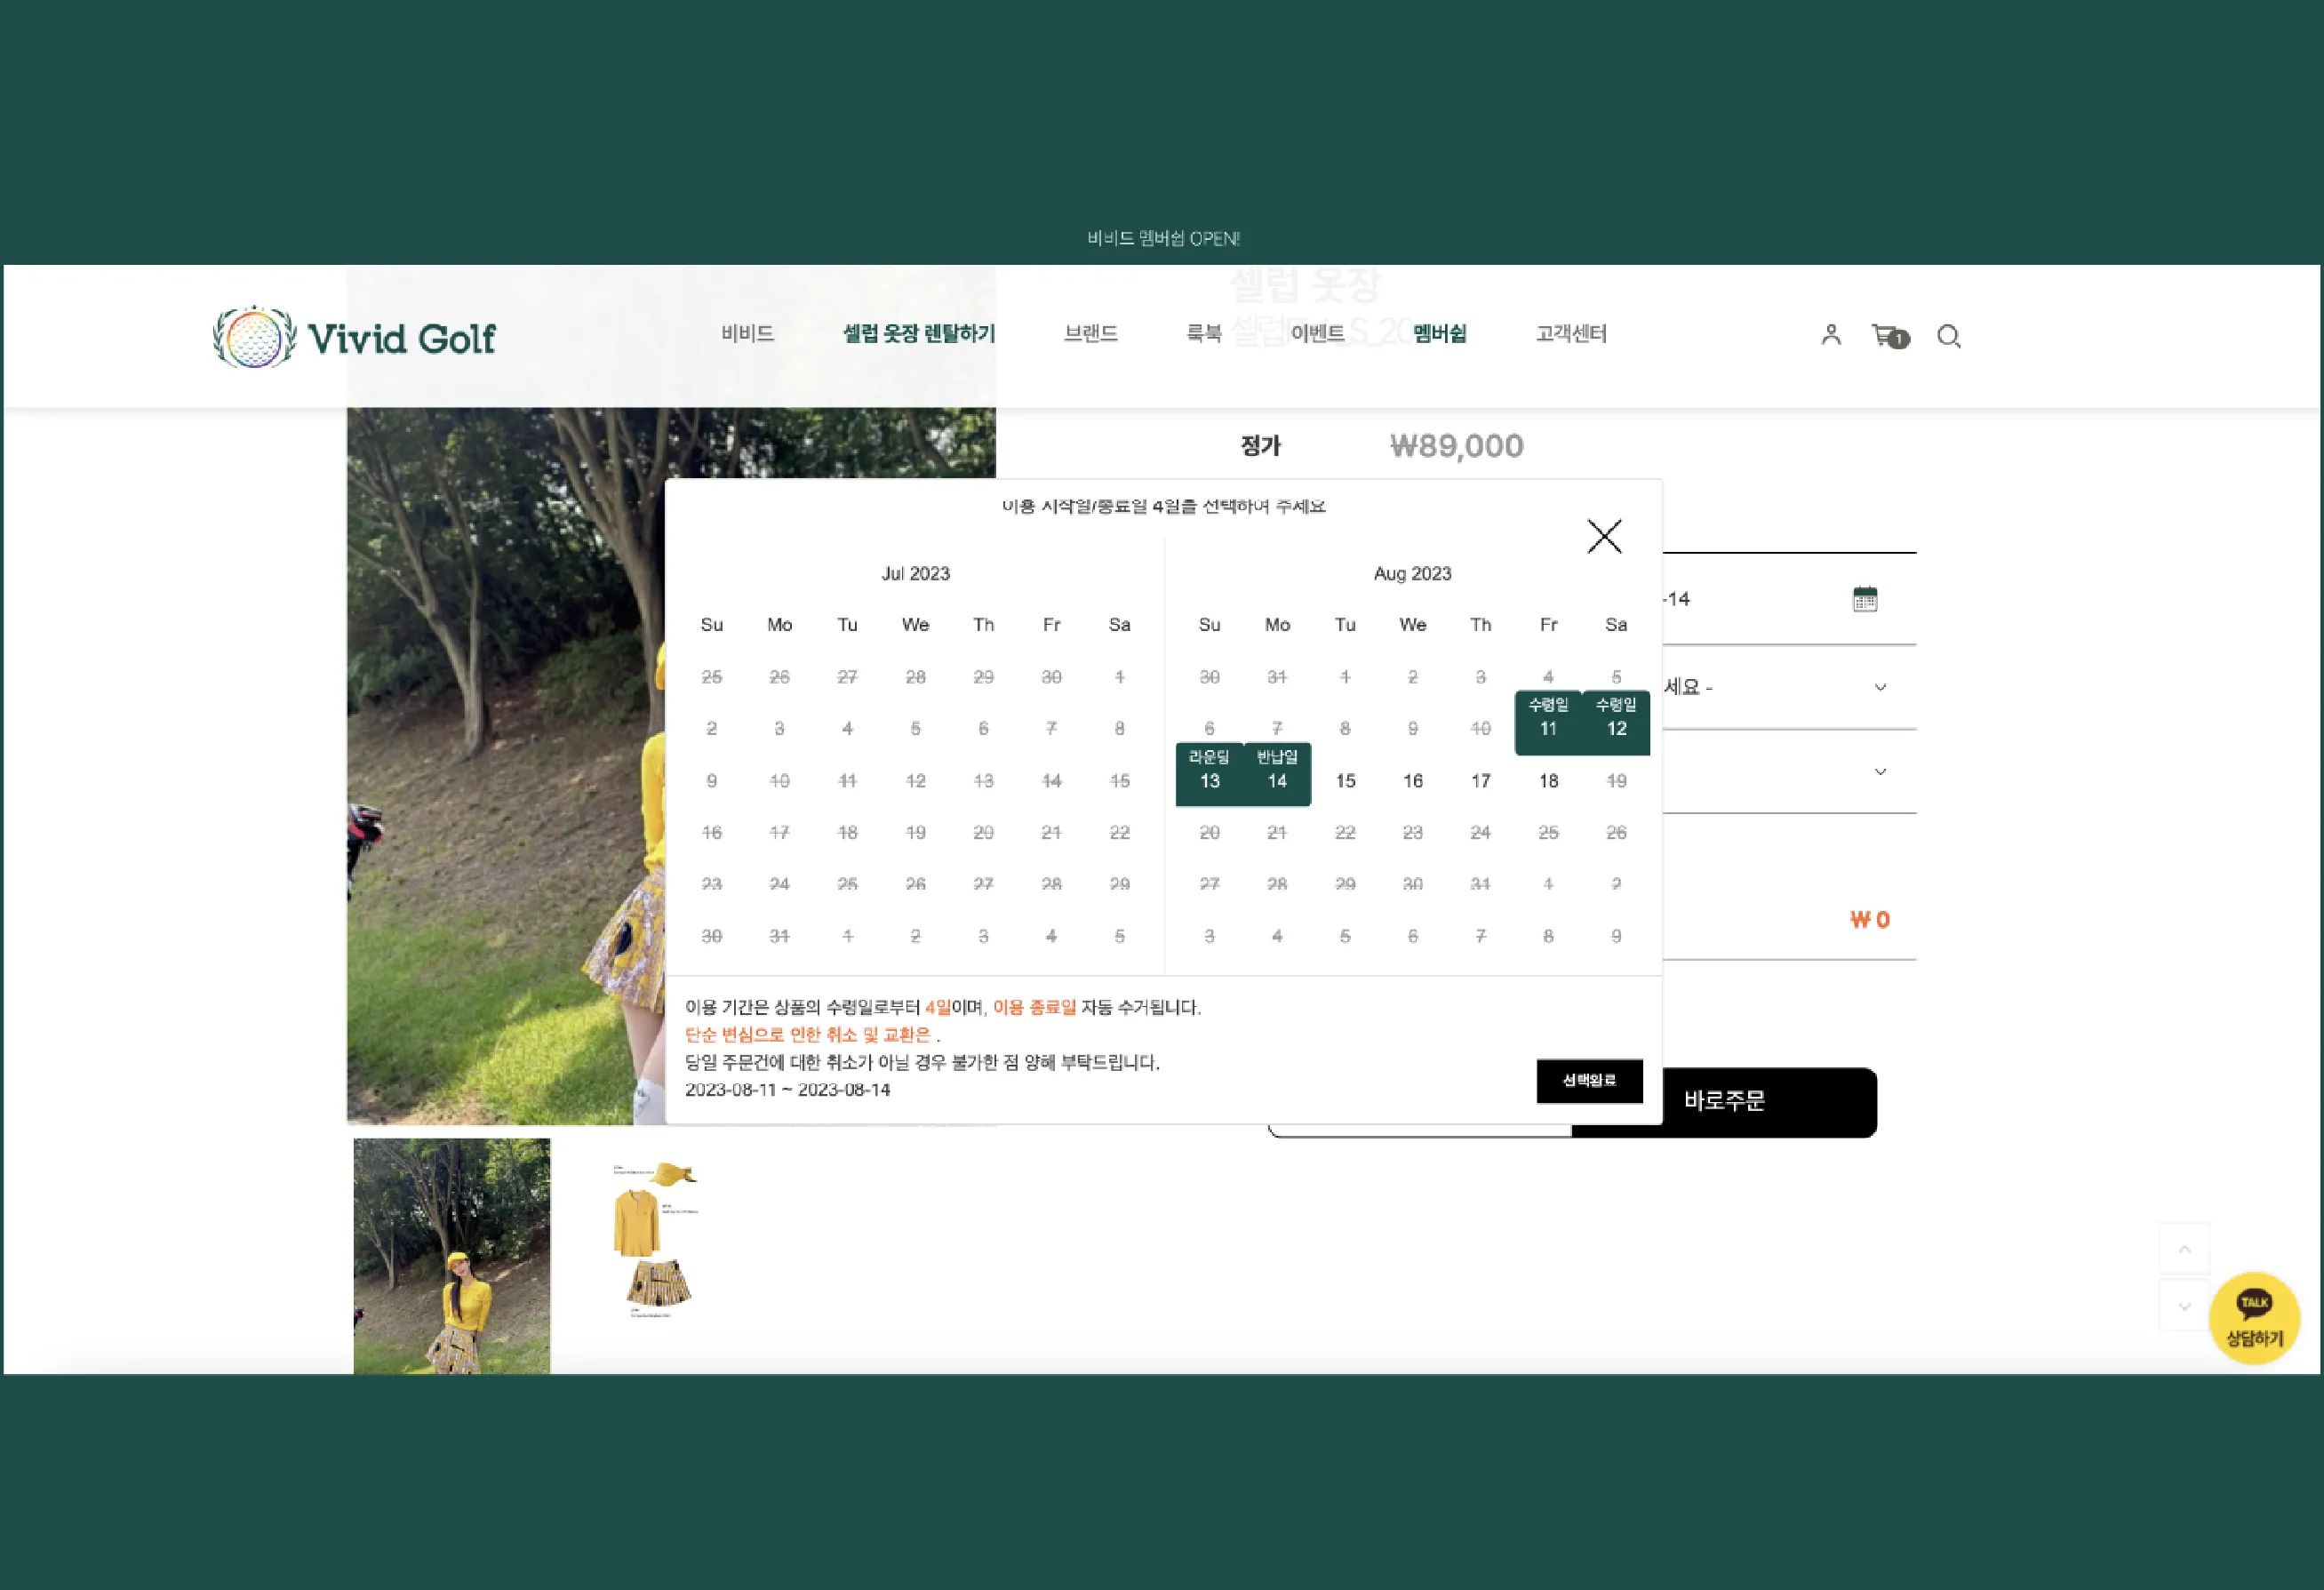 비비드 멤버쉽 OPEN!
셀럽 옷장
Vivid Golf
비비드
셀럽 옷장 렌탈하기
브랜드
룩북
이벤트
멤버쉽
고객센터
1
정가 ₩89,000
이용 시작일/종료일 4일을 선택하여 주세요
Jul 2023
Su Mo Tu We Th Fr Sa
25 26 27 28 29 30 1
2 3 4 5 6 7 8
9 10 11 12 13 14 15
16 17 18 19 20 21 22
23 24 25 26 27 28 29
30 31 1 2 3 4 5
Aug 2023
Su Mo Tu We Th Fr Sa
30 31 1 2 3 4 5
수령일 수령일
6 7 8 9 10 11 12
라운딩 반납일
13 14 15 16 17 18 19
20 21 22 23 24 25 26
27 28 29 30 31 1 2
3 4 5 6 7 8 9
이용 기간은 상품의 수령일로부터 4일이며, 이용 종료일 자동 수거됩니다.
단순 변심으로 인한 취소 및 교환은 .
당일 주문건에 대한 취소가 아닐 경우 불가한 점 양해 부탁드립니다.
2023-08-11 ~ 2023-08-14
선택완료
-14
세요 -
₩ 0
바로주문
TALK
상담하기